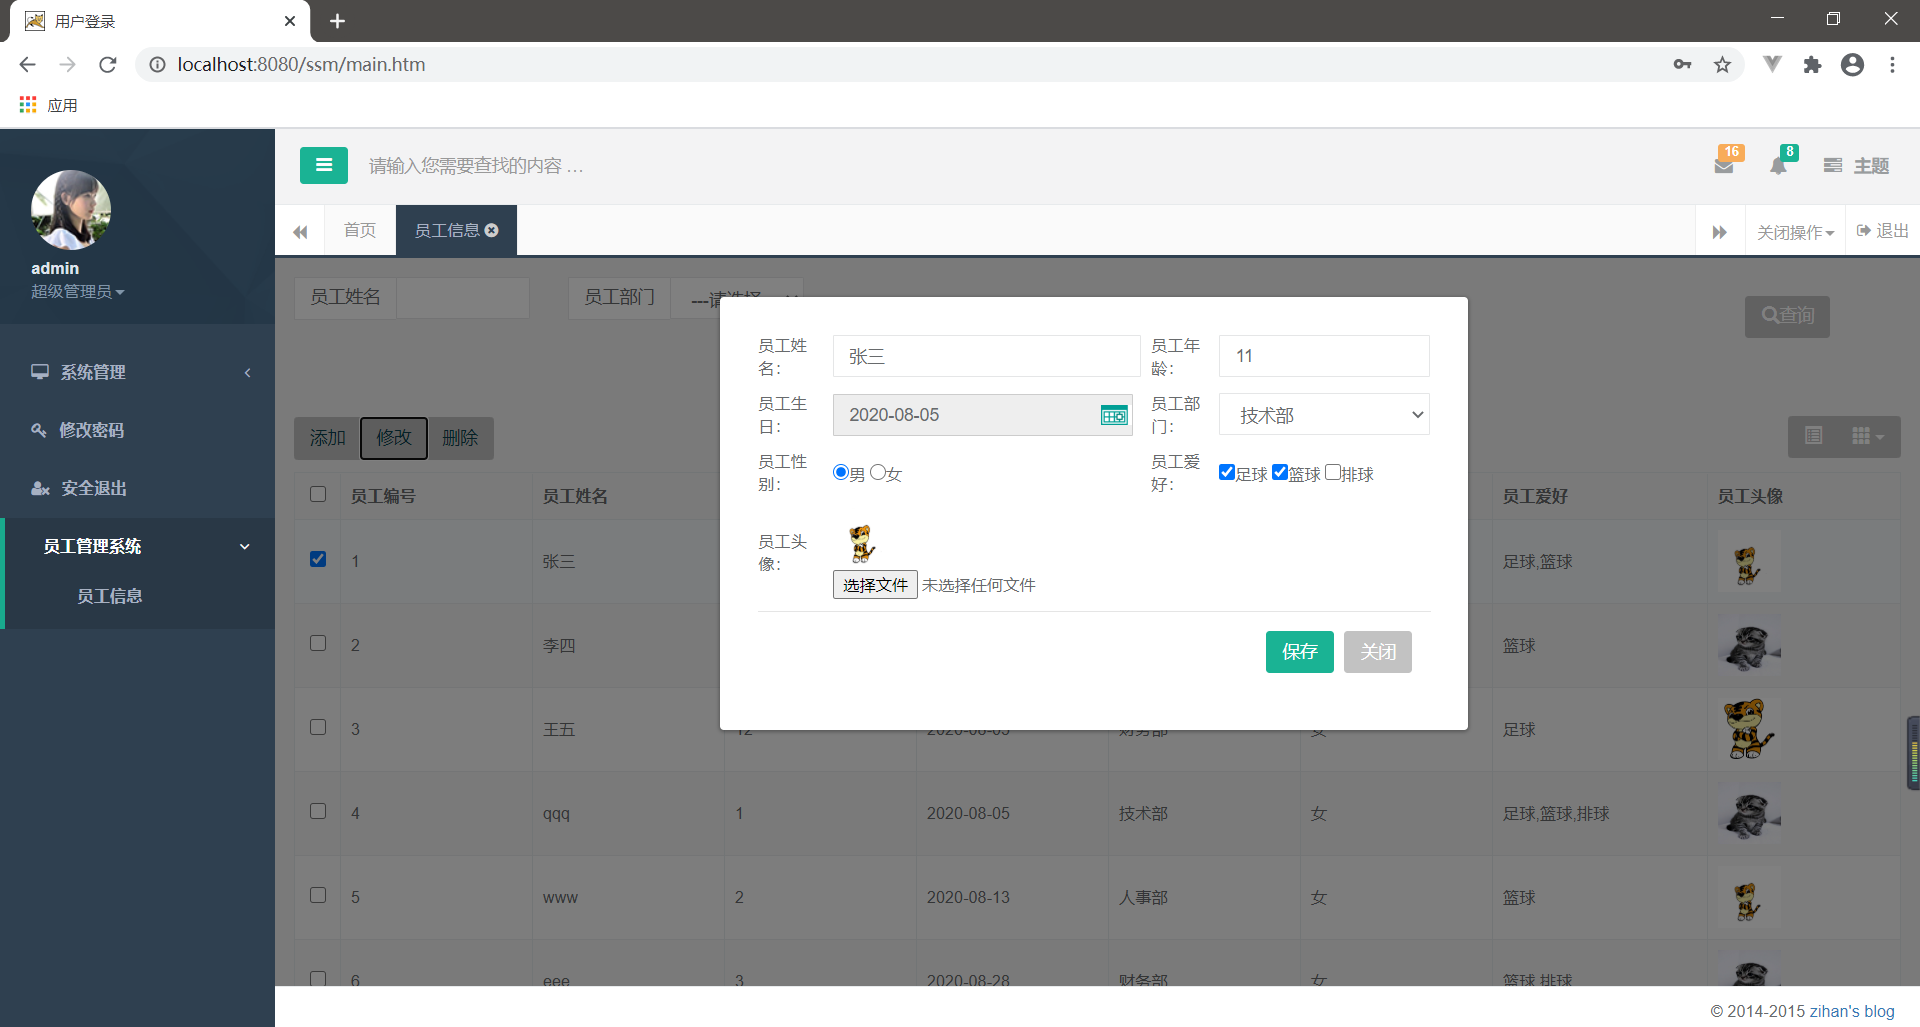 用户登录
localhost:8080/ssm/main.htm
应用
admin
超级管理员
系统管理
修改密码
安全退出
员工管理系统
员工信息
请输入您需要查找的内容 …
16
8
主题
首页
员工信息
关闭操作
退出
员工姓名
员工部门
---请选择
查询
添加 修改 删除
员工姓名：
张三
员工年龄：
11
员工生日：
2020-08-05
员工部门：
技术部
员工性别：
男 女
员工爱好：
足球 篮球 排球
员工头像：
选择文件 未选择任何文件
保存 关闭
员工编号 员工姓名 员工爱好 员工头像
1 张三 足球,篮球
2 李四 篮球
3 王五 12 2020-08-05 财务部 女 足球
4 qqq 1 2020-08-05 技术部 女 足球,篮球,排球
5 www 2 2020-08-13 人事部 女 篮球
6 eee 3 2020-08-28 财务部 女 篮球,排球
© 2014-2015 zihan's blog